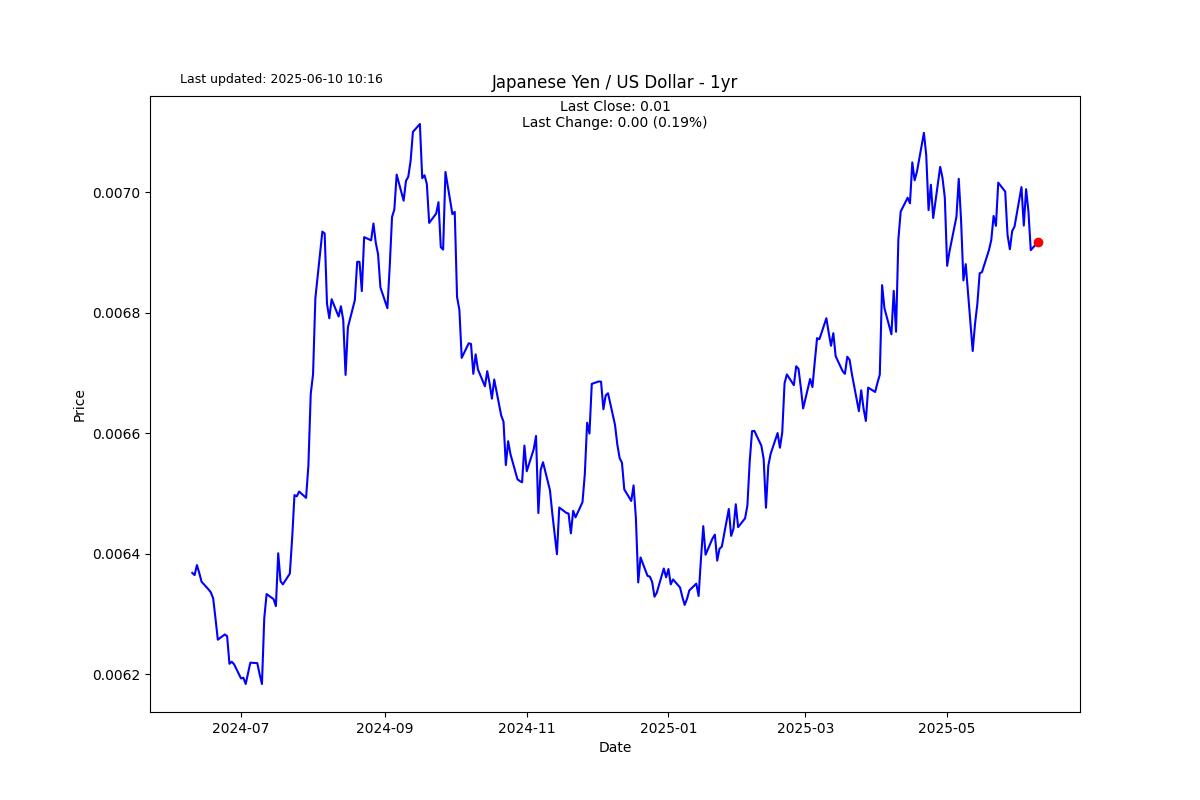 Last updated: 2025-06-10 10:16
Japanese Yen / US Dollar - 1yr
Last Close: 0.01
Last Change: 0.00 (0.19%)
Price
0.0070
0.0068
0.0066
0.0064
0.0062
2024-07 2024-09 2024-11 2025-01 2025-03 2025-05
Date